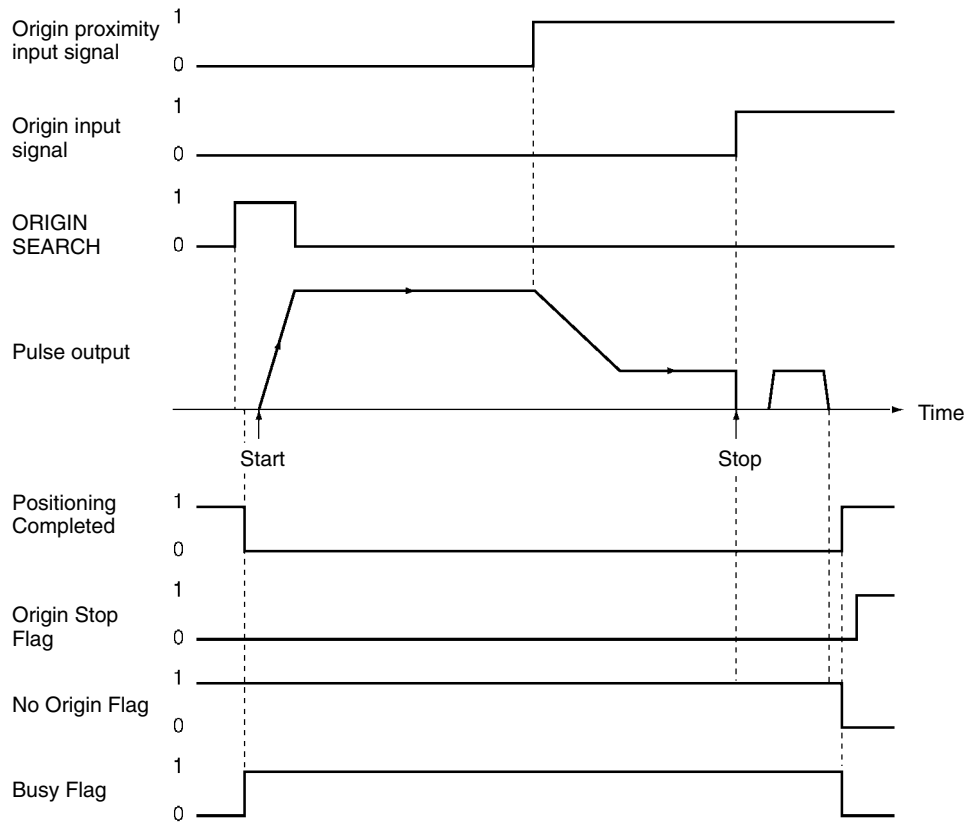 Origin proximity
input signal
1
0
Origin input
signal
1
0
ORIGIN
SEARCH
1
0
Pulse output
Time
Start
Stop
Positioning
Completed
1
0
Origin Stop
Flag
1
0
No Origin Flag
1
0
Busy Flag
1
0